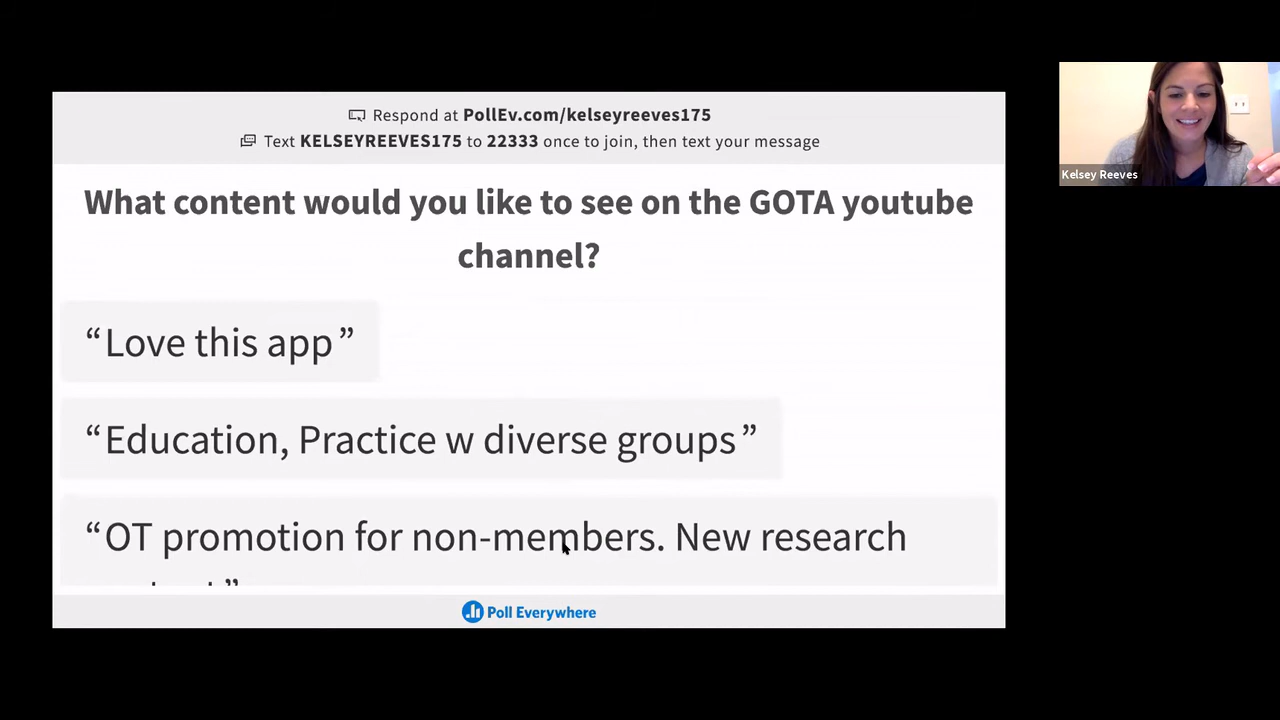 Respond at PollEv.com/kelseyreeves175
Text KELSEYREEVES175 to 22333 once to join, then text your message
What content would you like to see on the GOTA youtube
channel?
“Love this app”
“Education, Practice w diverse groups”
“OT promotion for non-members. New research
Poll Everywhere
Kelsey Reeves